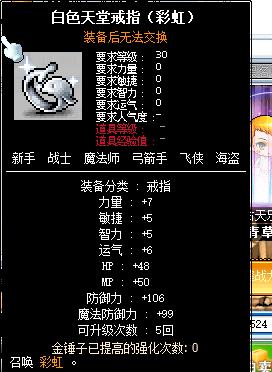 白色天堂戒指（彩虹）
装备后无法交换
要求等级： 30
要求力量： 0
要求敏捷： 0
要求智力： 0
要求运气： 0
要求人气度： -
道具等级： -
道具经验值： -
新手 战士 魔法师 弓箭手 飞侠 海盗
装备分类 ： 戒指
力量 ： +7
敏捷 ： +5
智力 ： +5
运气 ： +6
HP ： +48
MP ： +50
防御力 ： +106
魔法防御力 ： +99
可升级次数 ： 5回
金锤子已提高的强化次数: 0
召唤 彩虹 。
524